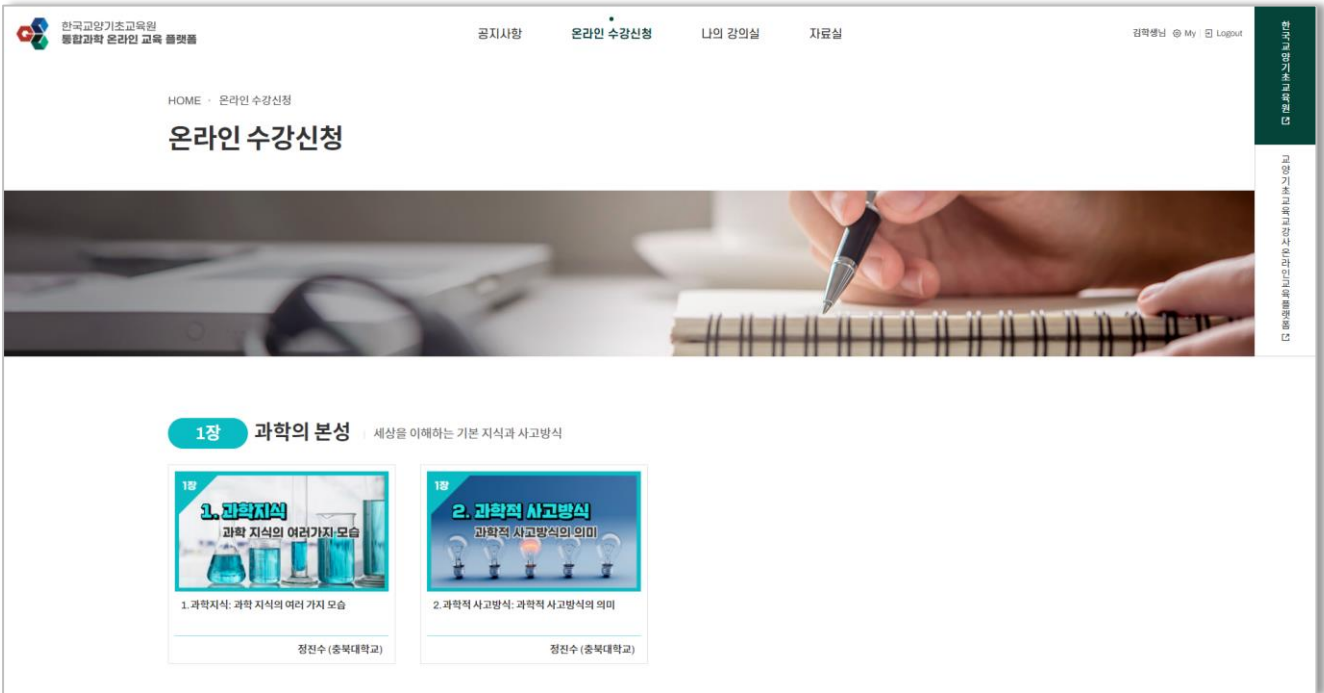 한국교양기초교육원
통합과학 온라인 교육 플랫폼
공지사항 온라인 수강신청 나의 강의실 자료실
김학생님 My Logout
한국교양기초교육원
교양기초교육교강사온라인교육플랫폼
HOME · 온라인 수강신청
온라인 수강신청
1장 과학의 본성 세상을 이해하는 기본 지식과 사고방식
1장
1. 과학지식
과학 지식의 여러가지 모습
1. 과학지식: 과학 지식의 여러 가지 모습
정진수 (충북대학교)
1장
2. 과학적 사고방식
과학적 사고방식의 의미
2. 과학적 사고방식: 과학적 사고방식의 의미
정진수 (충북대학교)